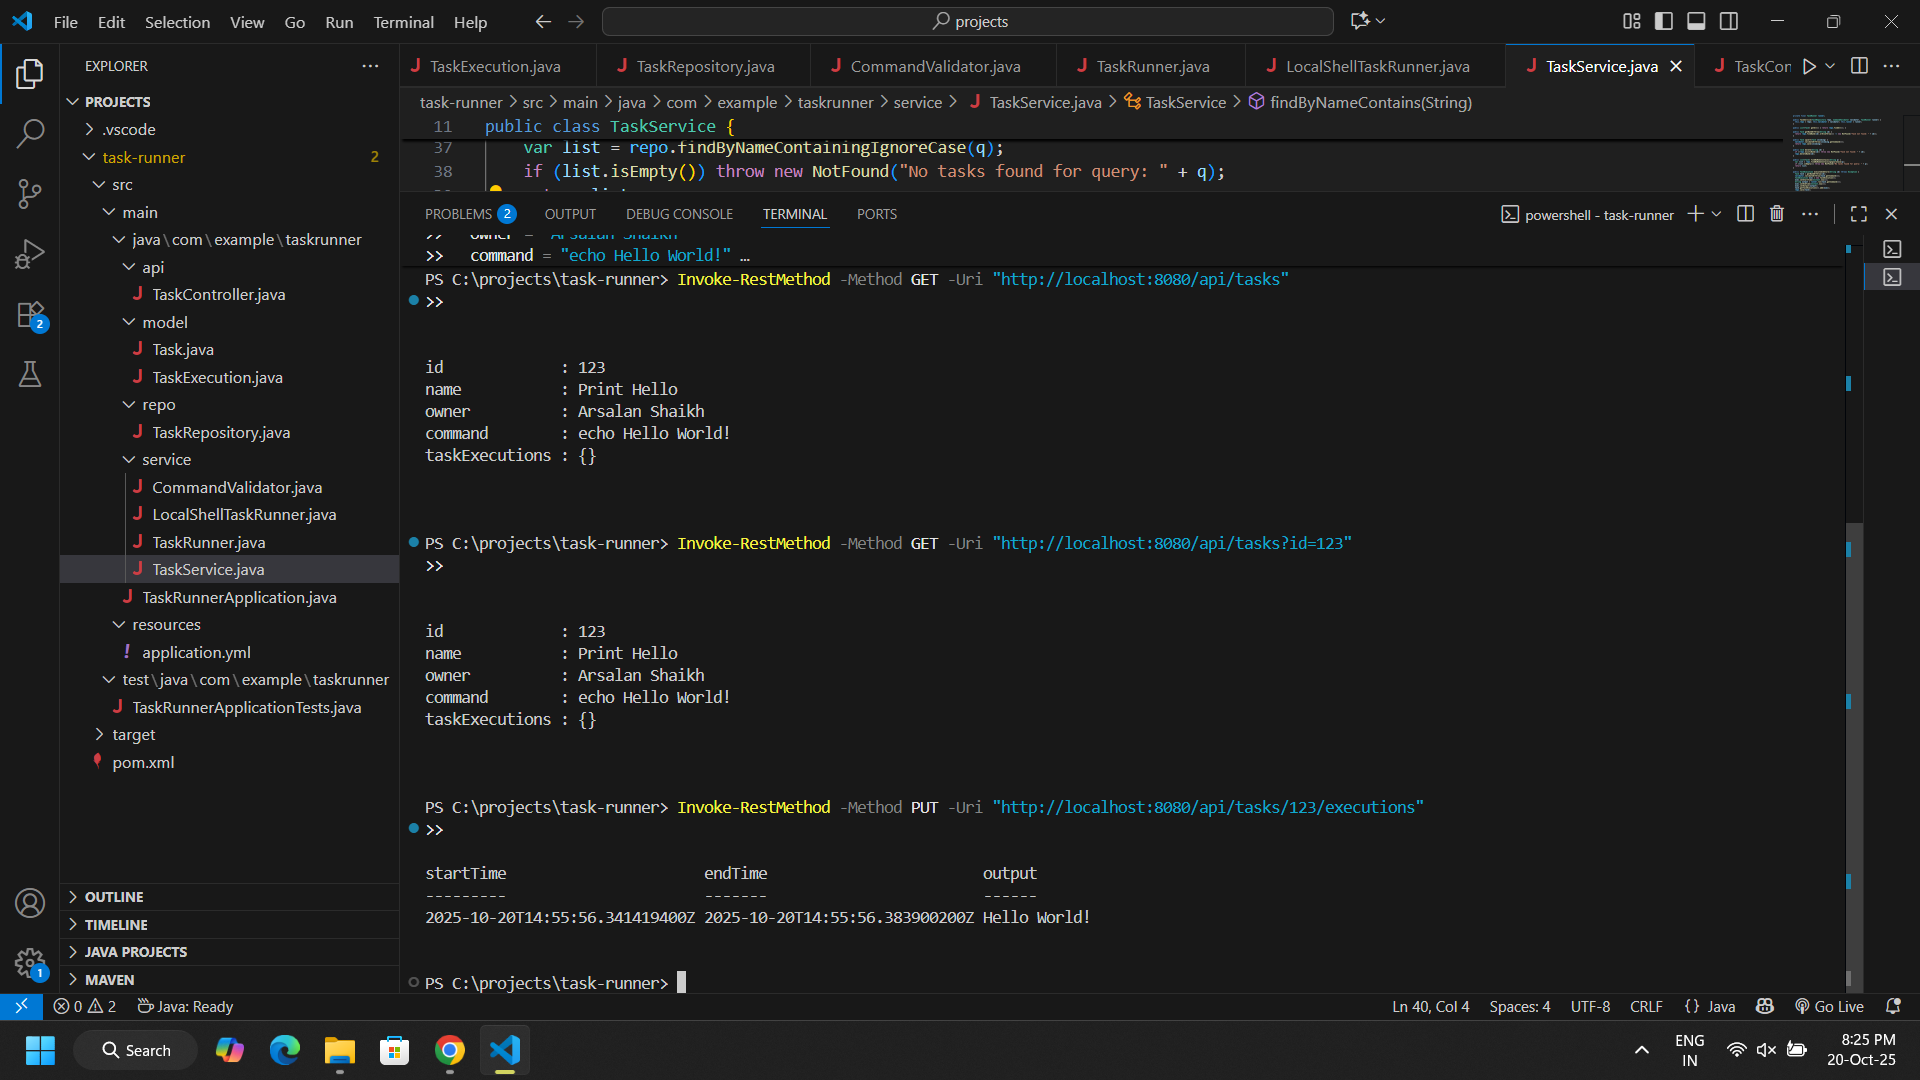 File Edit Selection View Go Run Terminal Help
projects
EXPLORER
PROJECTS
.vscode
task-runner 2
src
main
java\com\example\taskrunner
api
TaskController.java
model
Task.java
TaskExecution.java
repo
TaskRepository.java
service
CommandValidator.java
LocalShellTaskRunner.java
TaskRunner.java
TaskService.java
TaskRunnerApplication.java
resources
application.yml
test\java\com\example\taskrunner
TaskRunnerApplicationTests.java
target
pom.xml
OUTLINE
TIMELINE
JAVA PROJECTS
MAVEN
2
1
TaskExecution.java TaskRepository.java CommandValidator.java TaskRunner.java LocalShellTaskRunner.java TaskService.java TaskCon
task-runner > src > main > java > com > example > taskrunner > service > TaskService.java > TaskService > findByNameContains(String)
11 public class TaskService {
37 var list = repo.findByNameContainingIgnoreCase(q);
38 if (list.isEmpty()) throw new NotFound("No tasks found for query: " + q);
PROBLEMS 2 OUTPUT DEBUG CONSOLE TERMINAL PORTS
powershell - task-runner
>> owner = "Arsalan Shaikh"
>> command = "echo Hello World!" …
PS C:\projects\task-runner> Invoke-RestMethod -Method GET -Uri "http://localhost:8080/api/tasks"
>>
id : 123
name : Print Hello
owner : Arsalan Shaikh
command : echo Hello World!
taskExecutions : {}
PS C:\projects\task-runner> Invoke-RestMethod -Method GET -Uri "http://localhost:8080/api/tasks?id=123"
>>
id : 123
name : Print Hello
owner : Arsalan Shaikh
command : echo Hello World!
taskExecutions : {}
PS C:\projects\task-runner> Invoke-RestMethod -Method PUT -Uri "http://localhost:8080/api/tasks/123/executions"
>>
startTime endTime output
--------- ------- ------
2025-10-20T14:55:56.341419400Z 2025-10-20T14:55:56.383900200Z Hello World!
PS C:\projects\task-runner>
0 2 Java: Ready
Ln 40, Col 4 Spaces: 4 UTF-8 CRLF {} Java Go Live
Search
ENG
IN
8:25 PM
20-Oct-25